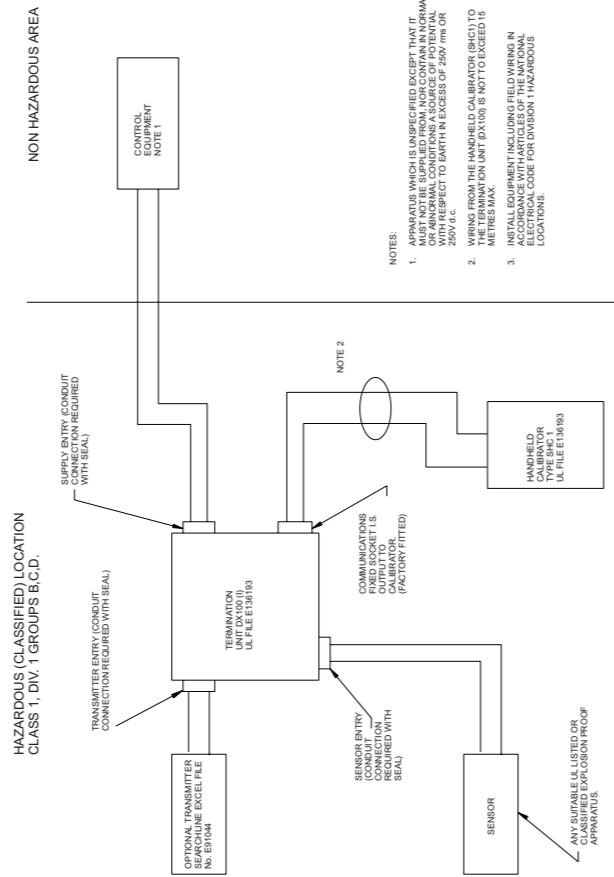 HAZARDOUS (CLASSIFIED) LOCATION
CLASS 1, DIV. 1 GROUPS B,C,D.
NON HAZARDOUS AREA
TRANSMITTER ENTRY (CONDUIT
CONNECTION REQUIRED WITH SEAL)
SUPPLY ENTRY (CONDUIT
CONNECTION REQUIRED
WITH SEAL)
CONTROL
EQUIPMENT
NOTE 1
OPTIONAL TRANSMITTER
SEARCHLINE EXCEL FILE
No. E91044
TERMINATION
UNIT DX100 (I)
UL FILE E136193
SENSOR ENTRY
(CONDUIT
CONNECTION
REQUIRED WITH
SEAL)
COMMUNICATIONS
FIXED SOCKET I.S.
OUTPUT TO
CALIBRATOR.
(FACTORY FITTED)
NOTE 2
SENSOR
HANDHELD
CALIBRATOR
TYPE SHC 1
UL FILE E136193
ANY SUITABLE UL LISTED OR
CLASSIFIED EXPLOSION PROOF
APPARATUS.
NOTES:
1. APPARATUS WHICH IS UNSPECIFIED EXCEPT THAT IT
MUST NOT BE SUPPLIED FROM, NOR CONTAIN IN NORMA
OR ABNORMAL CONDITIONS A SOURCE OF POTENTIAL
WITH RESPECT TO EARTH IN EXCESS OF 250V rms OR
250V d.c.
2. WIRING FROM THE HANDHELD CALIBRATOR (SHC1) TO
THE TERMINATION UNIT (DX100) IS NOT TO EXCEED 15
METRES MAX.
3. INSTALL EQUIPMENT INCLUDING FIELD WIRING IN
ACCORDANCE WITH ARTICLES OF THE NATIONAL
ELECTRICAL CODE FOR DIVISION 1 HAZARDOUS
LOCATIONS.